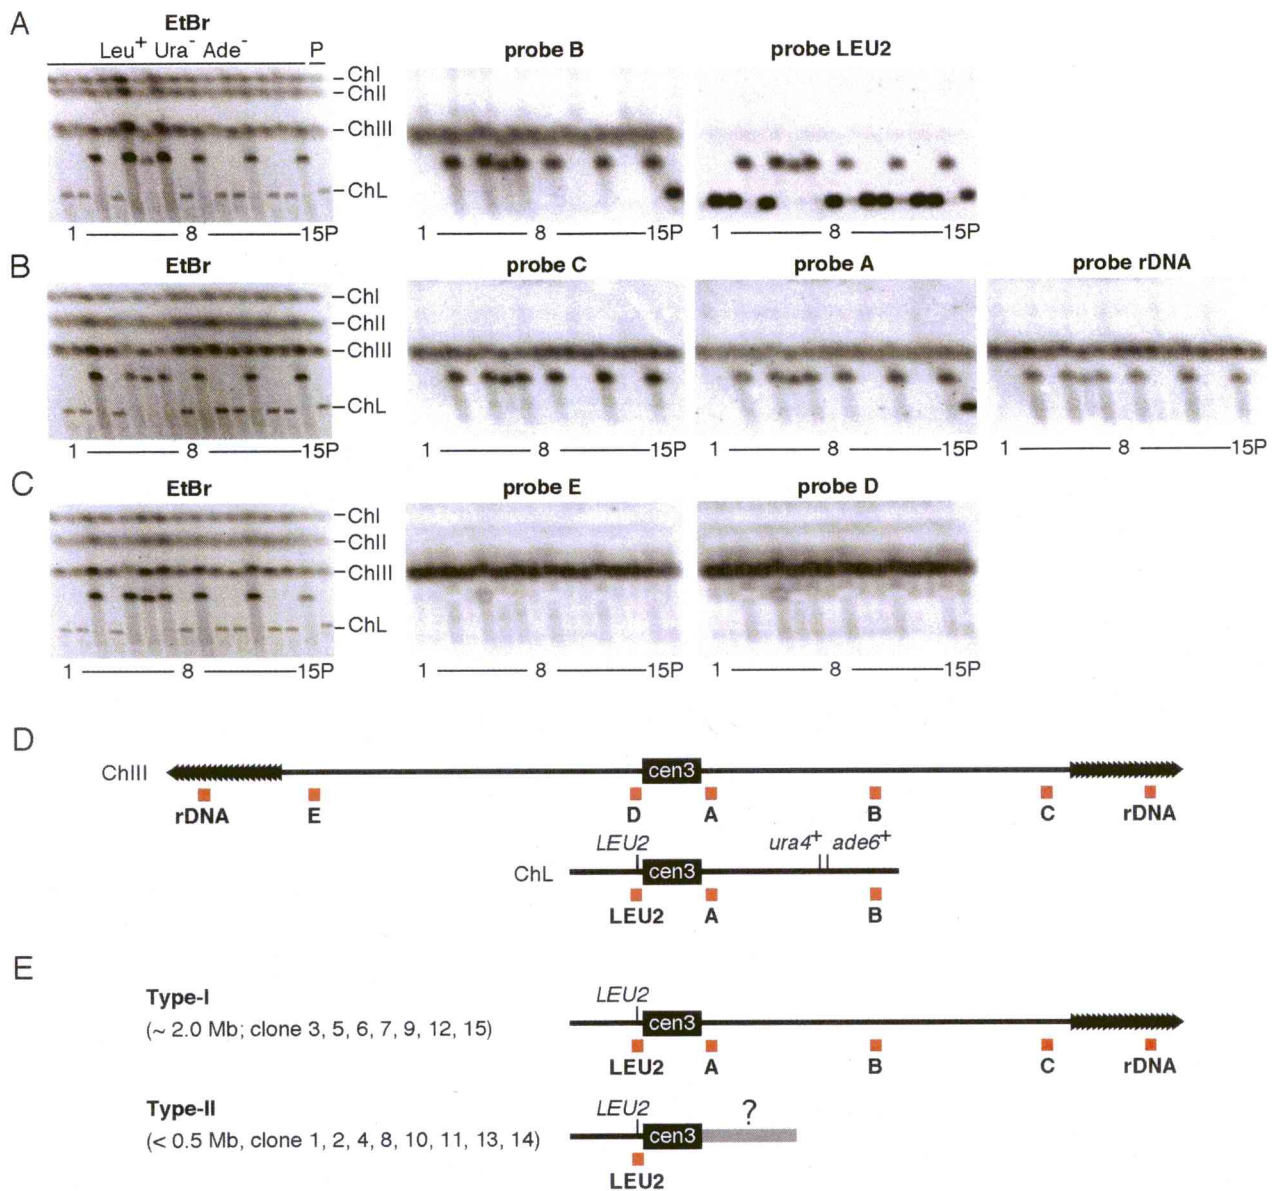 A
EtBr
Leu+ Ura- Ade- P
probe B
probe LEU2
ChI
ChII
ChIII
ChL
1 8 15P
1 8 15P
1 8 15P
B
EtBr
probe C
probe A
probe rDNA
ChI
ChII
ChIII
ChL
1 8 15P
1 8 15P
1 8 15P
1 8 15P
C
EtBr
probe E
probe D
ChI
ChII
ChIII
ChL
1 8 15P
1 8 15P
1 8 15P
D
ChIII cen3
rDNA E D A B C rDNA
LEU2 ura4+ ade6+
ChL cen3
LEU2 A B
E
Type-I
(~ 2.0 Mb; clone 3, 5, 6, 7, 9, 12, 15)
LEU2
cen3
LEU2 A B C rDNA
Type-II
(< 0.5 Mb, clone 1, 2, 4, 8, 10, 11, 13, 14)
LEU2 ?
cen3
LEU2